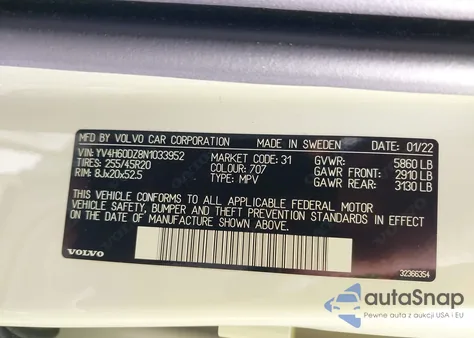 MFD BY VOLVO CAR CORPORATION MADE IN SWEDEN DATE: 01/22
VIN: YV4H60DZ8N1033952 MARKET CODE: 31 GVWR: 5860 LB
TIRES: 255/45R20 COLOUR: 707 GAWR FRONT: 2910 LB
RIM: 8Jx20x52.5 TYPE: MPV GAWR REAR: 3130 LB
THIS VEHICLE CONFORMS TO ALL APPLICABLE FEDERAL MOTOR
VEHICLE SAFETY, BUMPER AND THEFT PREVENTION STANDARDS IN EFFECT
ON THE DATE OF MANUFACTURE SHOWN ABOVE.
VOLVO
32366354
autoSnap
Pewne auta z aukcji USA i EU